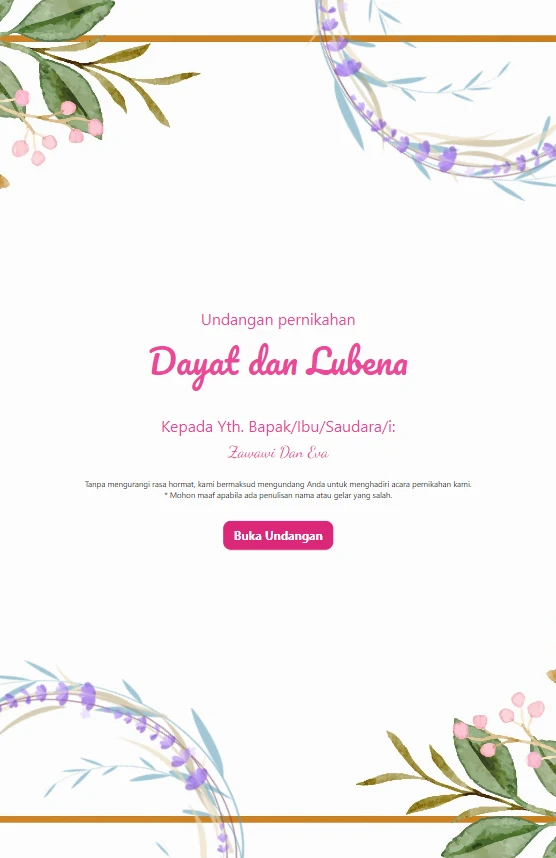 Undangan pernikahan
Dayat dan Lubena
Kepada Yth. Bapak/Ibu/Saudara/i:
Zawawi Dan Eva
Tanpa mengurangi rasa hormat, kami bermaksud mengundang Anda untuk menghadiri acara pernikahan kami.
* Mohon maaf apabila ada penulisan nama atau gelar yang salah.
Buka Undangan